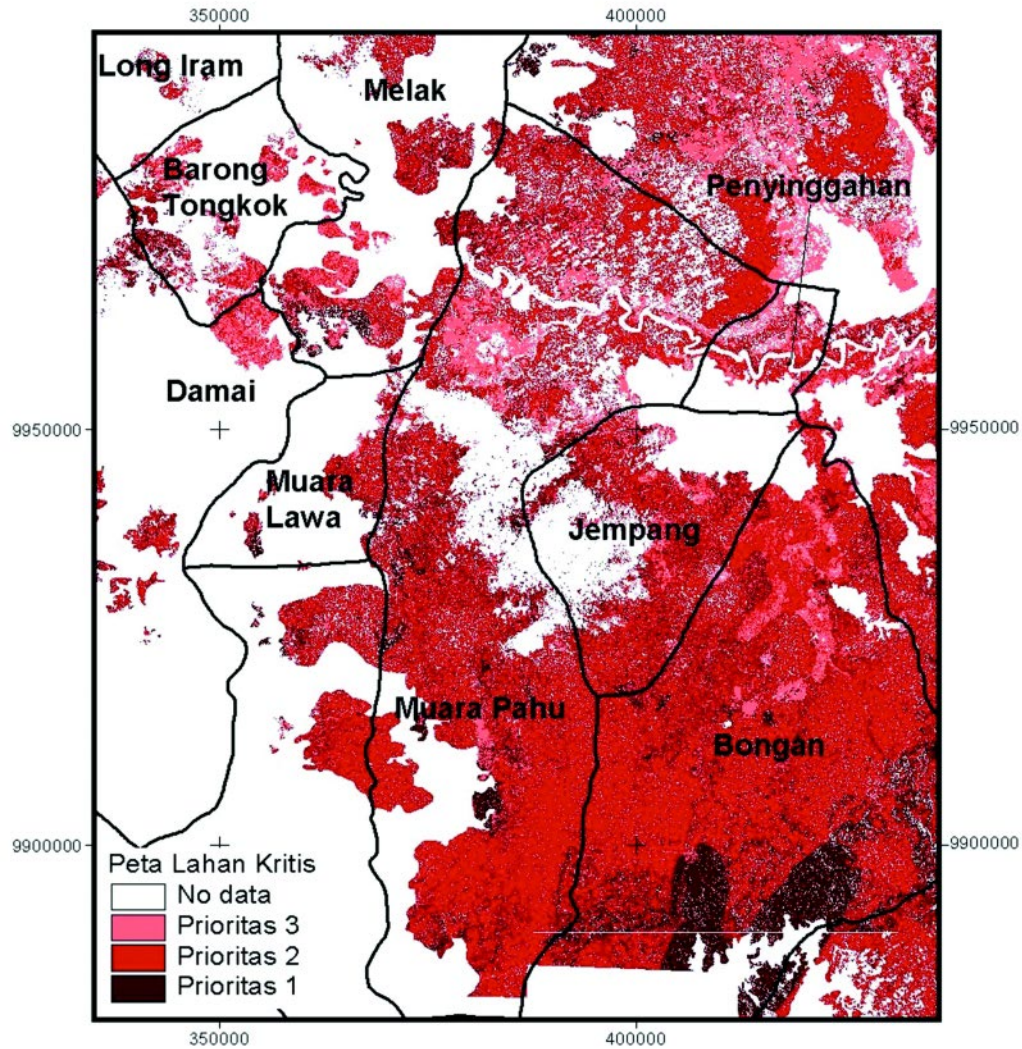 350000
400000
Long Iram
Melak
Barong
Tongkok
Penyinggahan
Damai
9950000
9950000
Muara
Lawa
Jempang
Muara Pahu
Bongan
9900000
9900000
Peta Lahan Kritis
No data
Prioritas 3
Prioritas 2
Prioritas 1
350000
400000